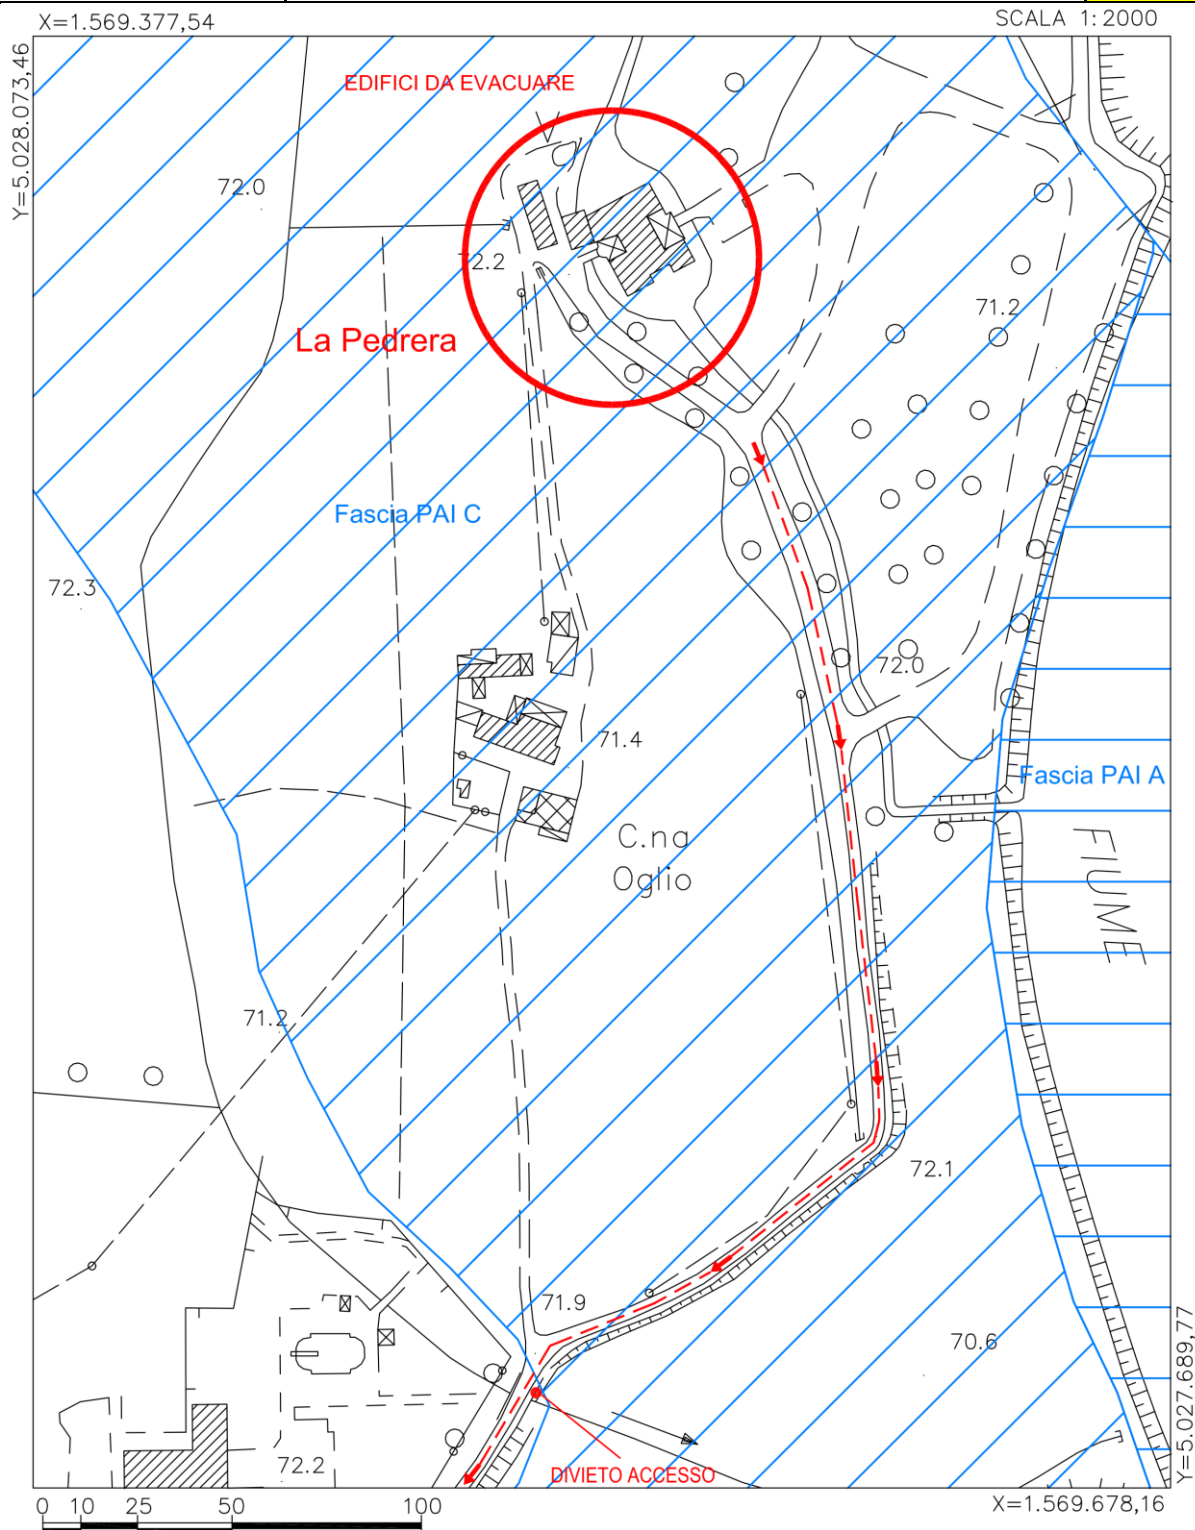 X=1.569.377,54
SCALA 1:2000
Y=5.028.073,46
EDIFICI DA EVACUARE
72.0
72.2
71.2
La Pedrera
Fascia PAI C
72.3
72.0
71.4
Fascia PAI A
C.na
Oglio
FIUME
71.2
72.1
71.9
70.6
Y=5.027.689,77
72.2
DIVIETO ACCESSO
X=1.569.678,16
0 10 25 50 100